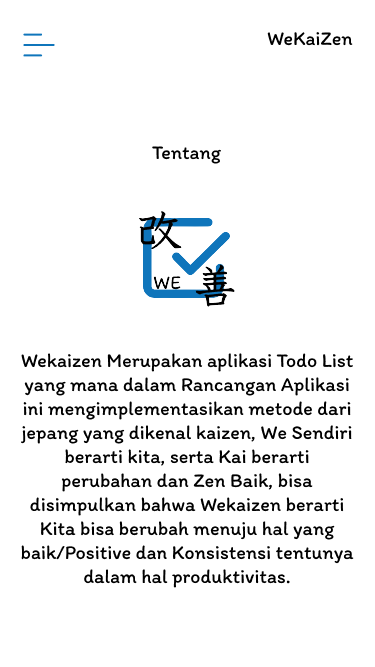 WeKaiZen
Tentang
改
WE
善
Wekaizen Merupakan aplikasi Todo List
yang mana dalam Rancangan Aplikasi
ini mengimplementasikan metode dari
jepang yang dikenal kaizen, We Sendiri
berarti kita, serta Kai berarti
perubahan dan Zen Baik, bisa
disimpulkan bahwa Wekaizen berarti
Kita bisa berubah menuju hal yang
baik/Positive dan Konsistensi tentunya
dalam hal produktivitas.